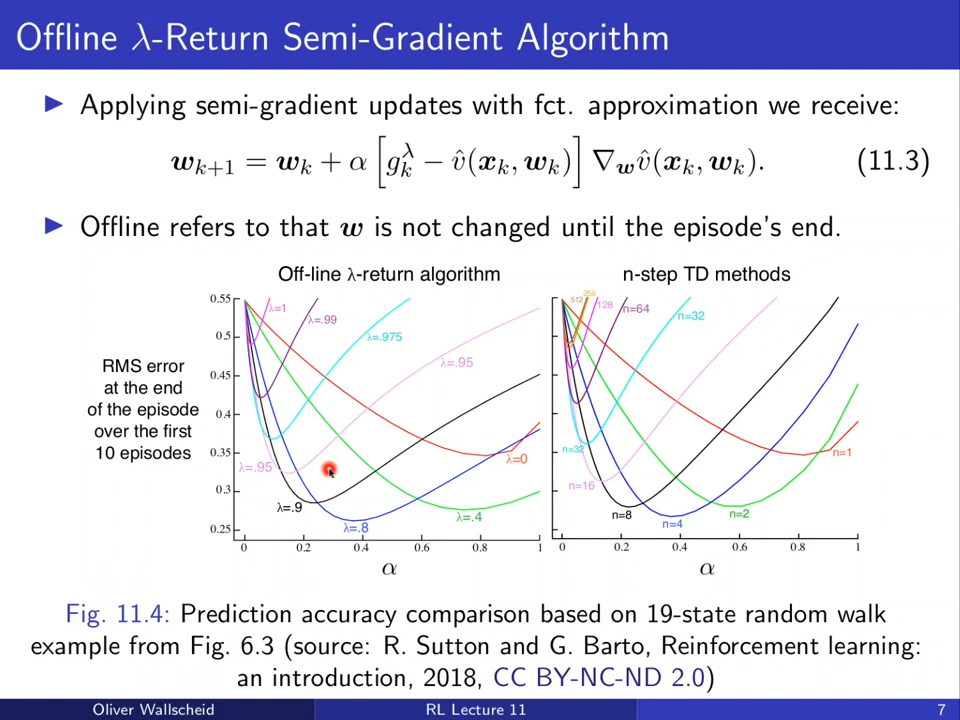 Offline λ-Return Semi-Gradient Algorithm
▶ Applying semi-gradient updates with fct. approximation we receive:
w_{k+1} = w_k + α [g_k^λ − v̂(x_k, w_k)] ∇_w v̂(x_k, w_k). (11.3)
▶ Offline refers to that w is not changed until the episode's end.
Off-line λ-return algorithm
n-step TD methods
RMS error
at the end
of the episode
over the first
10 episodes
0.55
0.5
0.45
0.4
0.35
0.3
0.25
λ=1
λ=.99
λ=.975
λ=.95
λ=.95
λ=0
λ=.9
λ=.8
λ=.4
0 0.2 0.4 0.6 0.8 1
α
256
512
128
n=64
n=32
n=32
n=1
n=16
n=8
n=4
n=2
0 0.2 0.4 0.6 0.8 1
α
Fig. 11.4: Prediction accuracy comparison based on 19-state random walk
example from Fig. 6.3 (source: R. Sutton and G. Barto, Reinforcement learning:
an introduction, 2018, CC BY-NC-ND 2.0)
Oliver Wallscheid RL Lecture 11 7